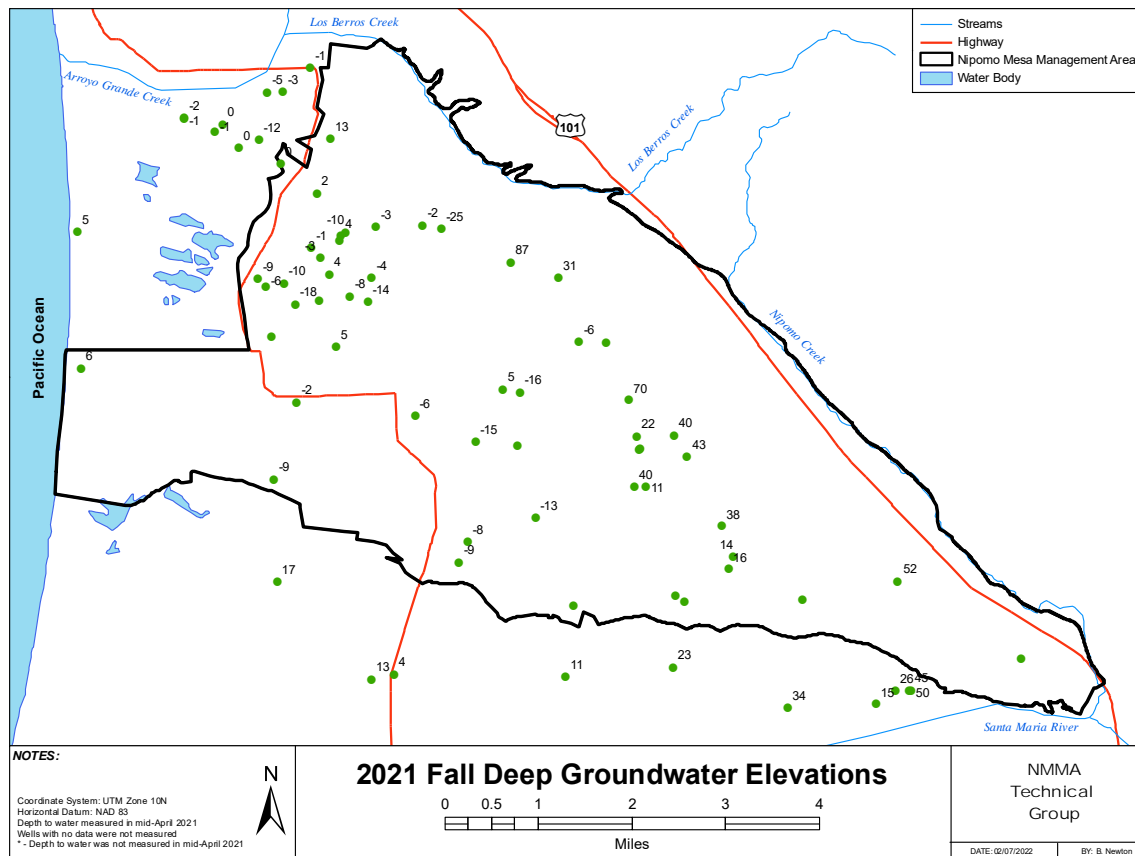 Los Berros Creek
Streams
Highway
Nipomo Mesa Management Area
Water Body
-1
Arroyo Grande Creek
-5 -3
-2
-1
0
-1
101
0
-12
13
Los Berros Creek
2
5
-10
4
-3
-2
-25
-1
-3
87
31
-9
-6
-10
4
-4
-8
-14
-18
Nipomo Creek
Pacific Ocean
5
-6
6
5
-16
70
-2
-6
22
40
-15
43
-9
40
11
-13
38
-8
-9
14
16
17
52
13
4
11
23
26
45
15
50
34
Santa Maria River
NOTES:
Coordinate System: UTM Zone 10N
Horizontal Datum: NAD 83
Depth to water measured in mid-April 2021
Wells with no data were not measured
* - Depth to water was not measured in mid-April 2021
N
2021 Fall Deep Groundwater Elevations
0 0.5 1 2 3 4
Miles
NMMA
Technical
Group
DATE: 02/07/2022
BY: B. Newton